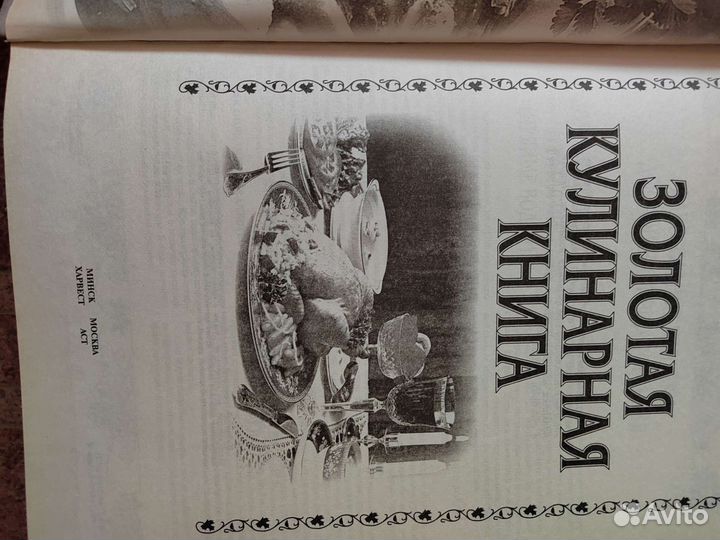 ЗОЛОТАЯ
КУЛИНАРНАЯ
КНИГА
МИНСК МОСКВА
ХАРВЕСТ АСТ
Avito